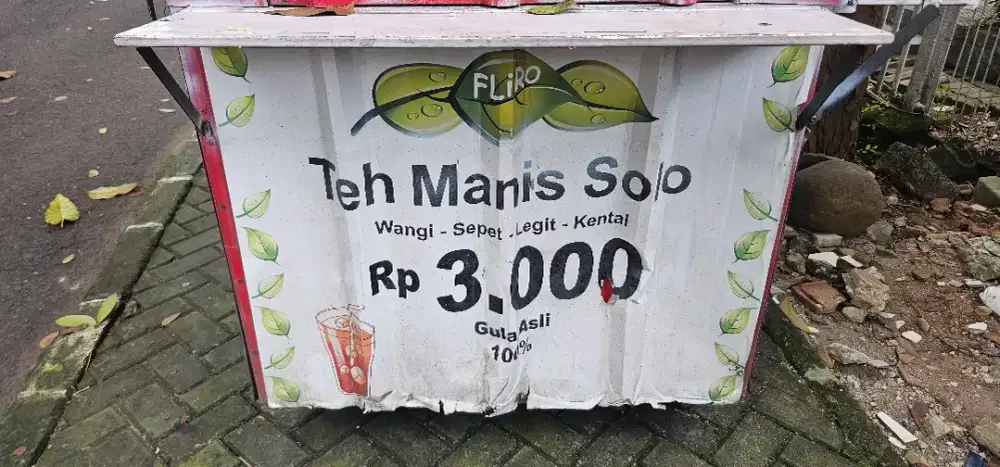 FLiRO
Teh Manis Solo
Wangi - Sepet - Legit - Kental
Rp 3.000
Gula Asli
100%